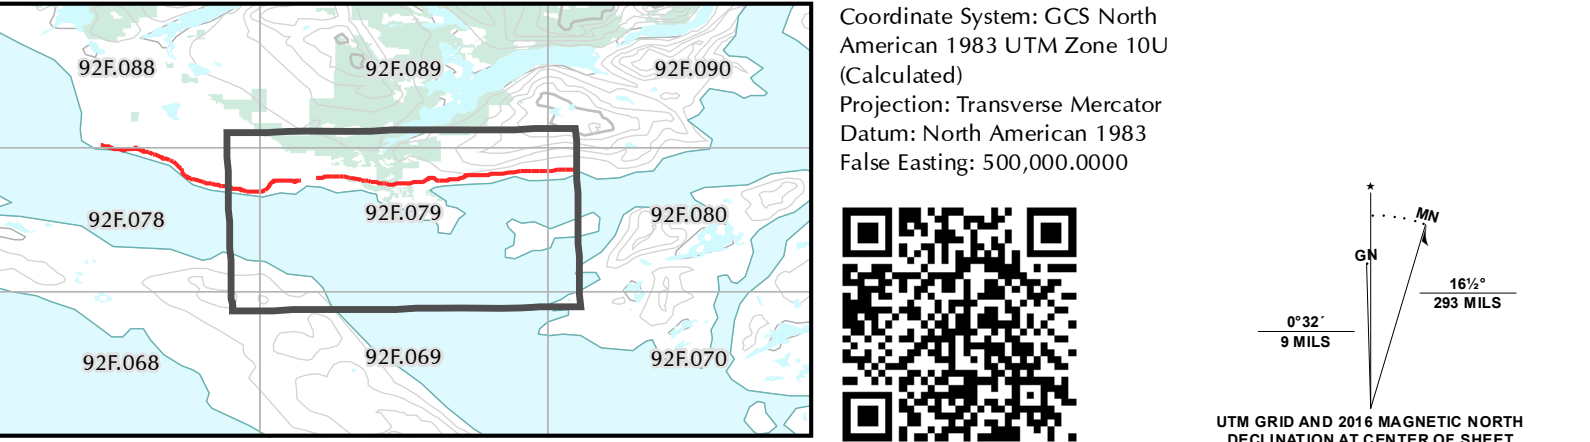 92F.088
92F.089
92F.090
92F.078
92F.079
92F.080
92F.068
92F.069
92F.070
Coordinate System: GCS North
American 1983 UTM Zone 10U
(Calculated)
Projection: Transverse Mercator
Datum: North American 1983
False Easting: 500,000.0000
MN
GN
16½°
293 MILS
0°32´
9 MILS
UTM GRID AND 2016 MAGNETIC NORTH
DECLINATION AT CENTER OF SHEET